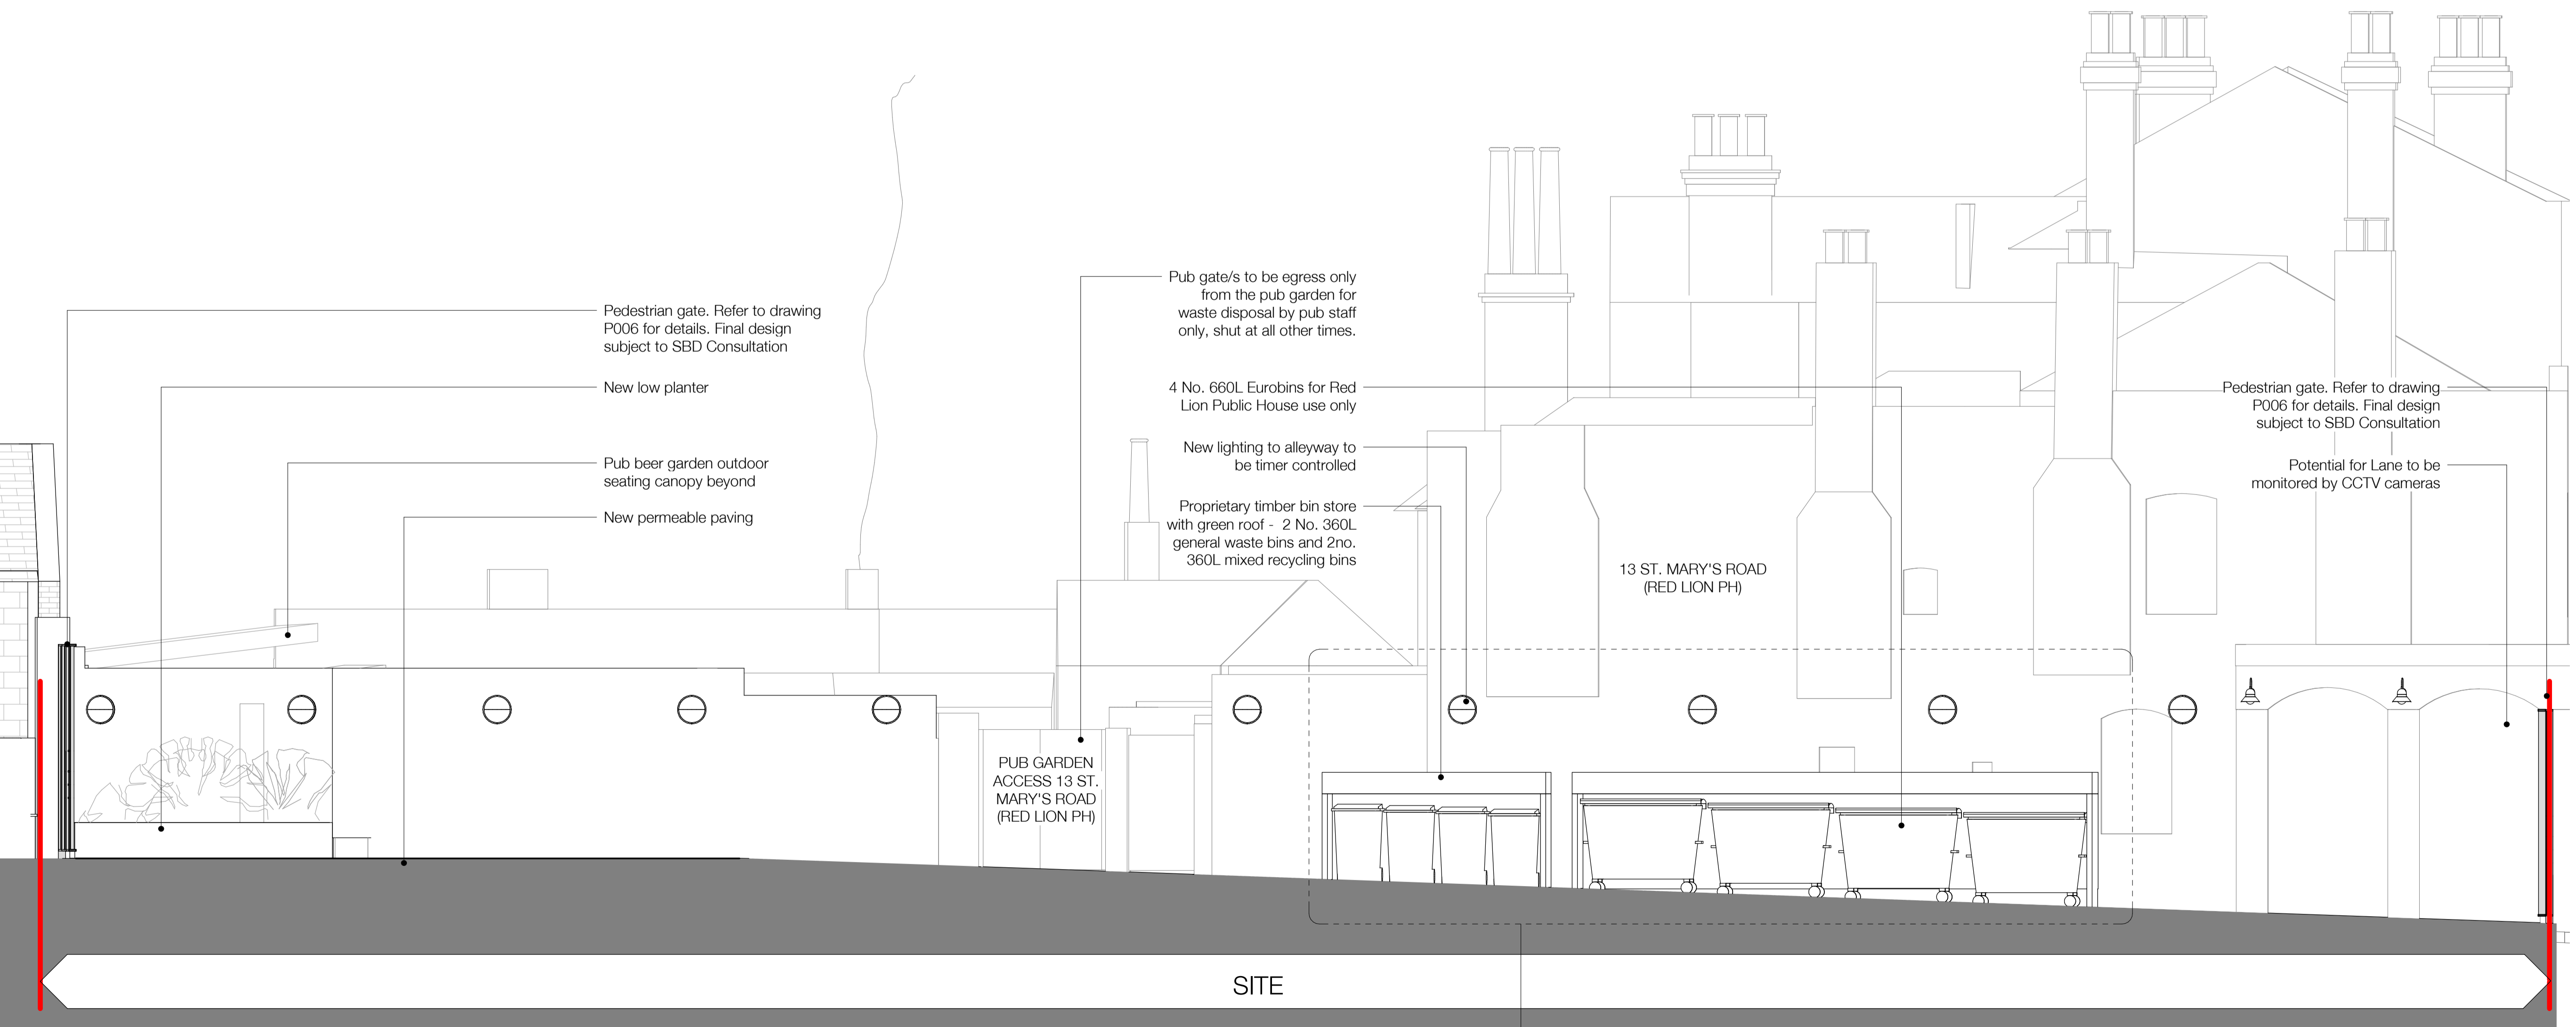 Pedestrian gate. Refer to drawing
P006 for details. Final design
subject to SBD Consultation
New low planter
Pub beer garden outdoor
seating canopy beyond
New permeable paving
Pub gate/s to be egress only
from the pub garden for
waste disposal by pub staff
only, shut at all other times.
4 No. 660L Eurobins for Red
Lion Public House use only
New lighting to alleyway to
be timer controlled
Proprietary timber bin store
with green roof - 2 No. 360L
general waste bins and 2no.
360L mixed recycling bins
PUB GARDEN
ACCESS 13 ST.
MARY'S ROAD
(RED LION PH)
13 ST. MARY'S ROAD
(RED LION PH)
Pedestrian gate. Refer to drawing
P006 for details. Final design
subject to SBD Consultation
Potential for Lane to be
monitored by CCTV cameras
SITE